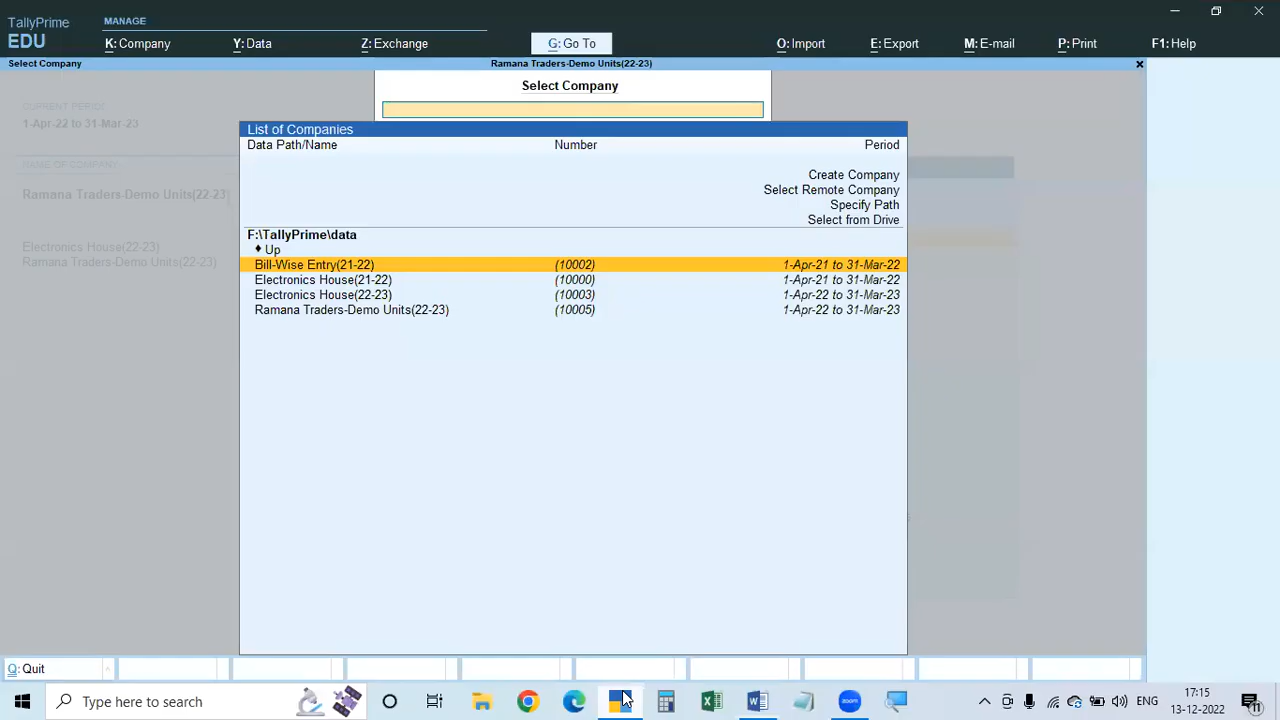 TallyPrime
MANAGE
EDU
K: Company
Y: Data
Z: Exchange
G: Go To
O: Import
E: Export
M: E-mail
P: Print
F1: Help
Select Company
Ramana Traders-Demo Units(22-23)
Select Company
CURRENT PERIOD
1-Apr-22 to 31-Mar-23
NAME OF COMPANY
Ramana Traders-Demo Units(22-23)
Electronics House(22-23)
Ramana Traders-Demo Units(22-23)
List of Companies
Data Path/Name Number Period
Create Company
Select Remote Company
Specify Path
Select from Drive
F:\TallyPrime\data
♦ Up
Bill-Wise Entry(21-22) (10002) 1-Apr-21 to 31-Mar-22
Electronics House(21-22) (10000) 1-Apr-21 to 31-Mar-22
Electronics House(22-23) (10003) 1-Apr-22 to 31-Mar-23
Ramana Traders-Demo Units(22-23) (10005) 1-Apr-22 to 31-Mar-23
Q: Quit
Type here to search
zoom
ENG
17:15
13-12-2022